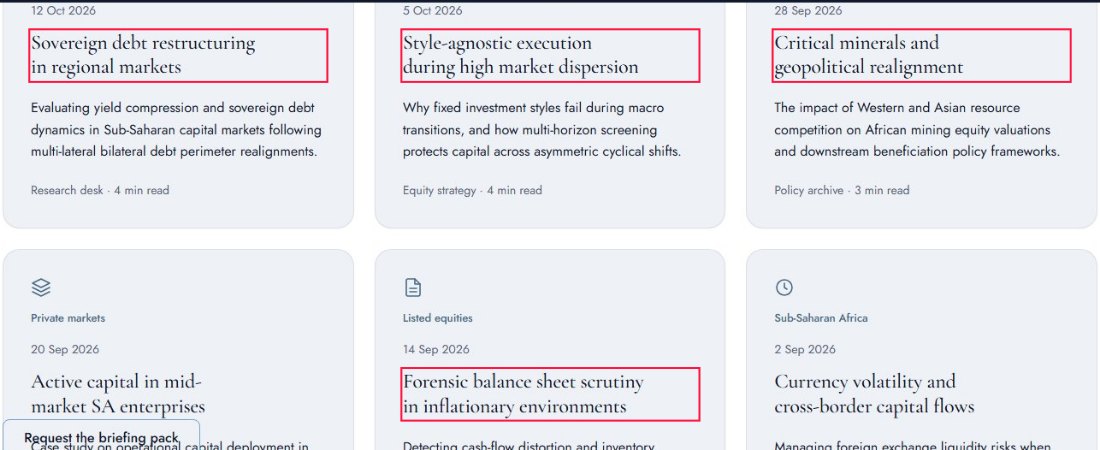 12 Oct 2026
Sovereign debt restructuring
in regional markets
Evaluating yield compression and sovereign debt
dynamics in Sub-Saharan capital markets following
multi-lateral bilateral debt perimeter realignments.
Research desk · 4 min read
5 Oct 2026
Style-agnostic execution
during high market dispersion
Why fixed investment styles fail during macro
transitions, and how multi-horizon screening
protects capital across asymmetric cyclical shifts.
Equity strategy · 4 min read
28 Sep 2026
Critical minerals and
geopolitical realignment
The impact of Western and Asian resource
competition on African mining equity valuations
and downstream beneficiation policy frameworks.
Policy archive · 3 min read
Private markets
20 Sep 2026
Active capital in mid-
market SA enterprises
Request the briefing pack
Case study on operational capital deployment in
Listed equities
14 Sep 2026
Forensic balance sheet scrutiny
in inflationary environments
Detecting cash-flow distortion and inventory
Sub-Saharan Africa
2 Sep 2026
Currency volatility and
cross-border capital flows
Managing foreign exchange liquidity risks when